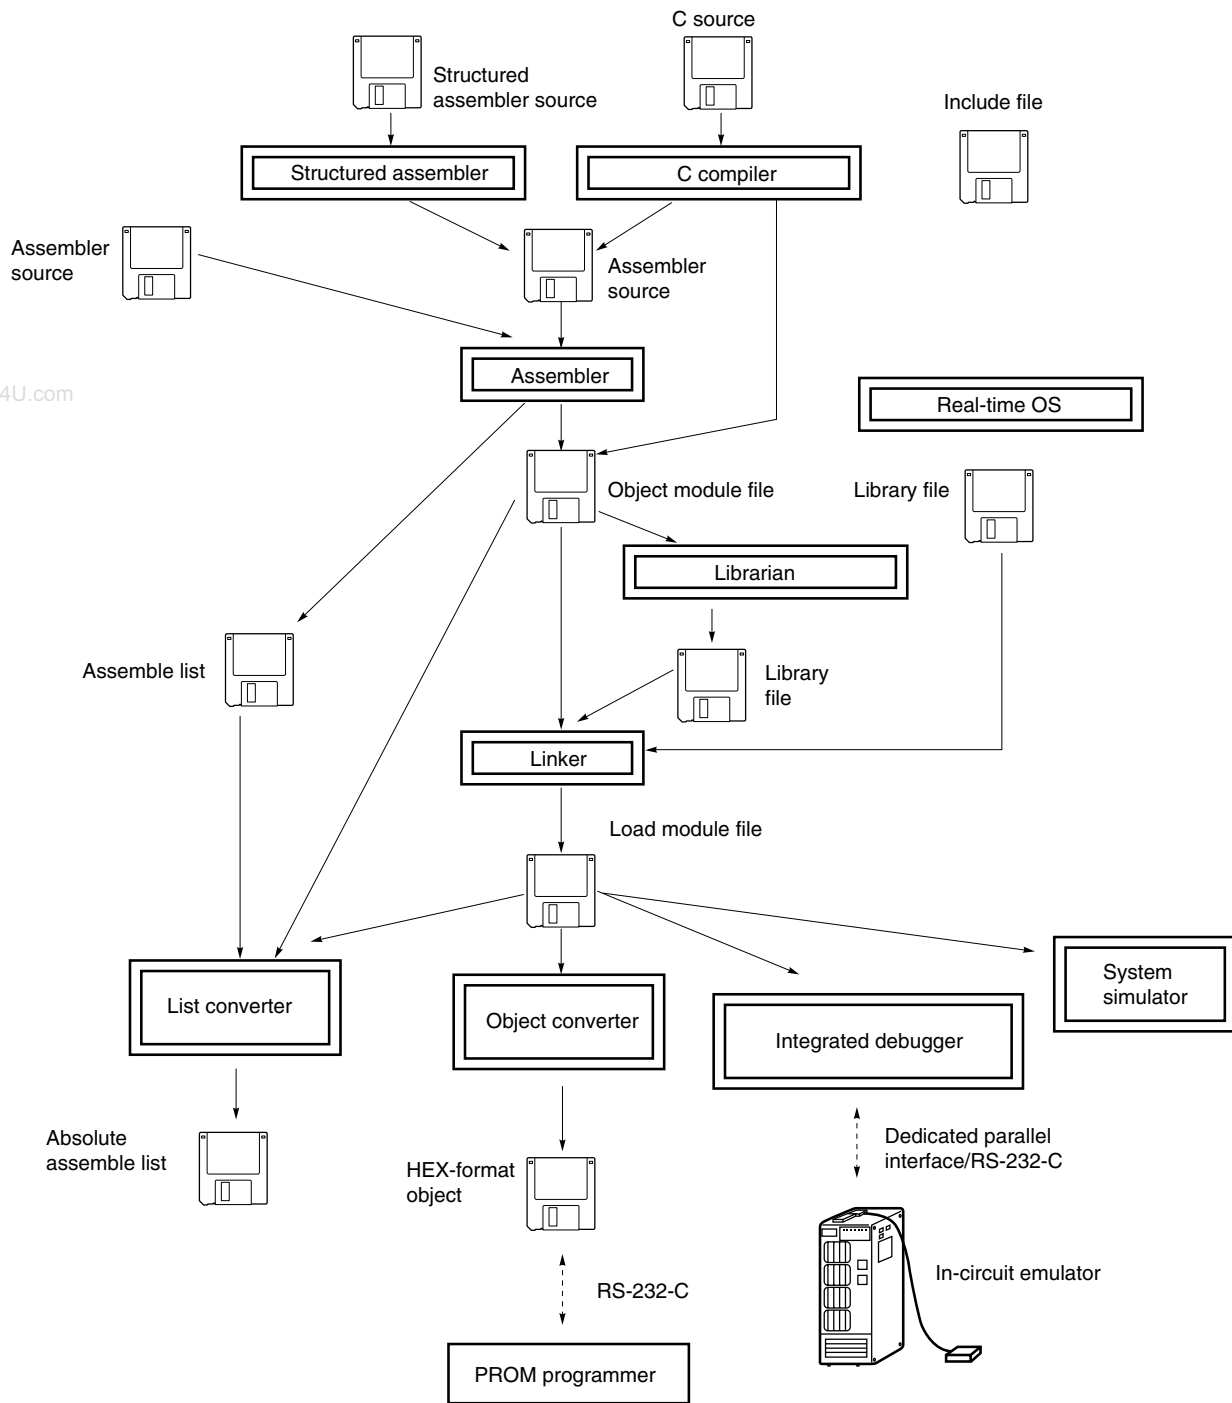 C source
Structured
assembler source
Include file
Structured assembler
C compiler
Assembler
source
Assembler
source
Assembler
4U.com
Real-time OS
Object module file
Library file
Librarian
Assemble list
Library
file
Linker
Load module file
System
simulator
List converter
Object converter
Integrated debugger
Absolute
assemble list
Dedicated parallel
interface/RS-232-C
HEX-format
object
In-circuit emulator
RS-232-C
PROM programmer